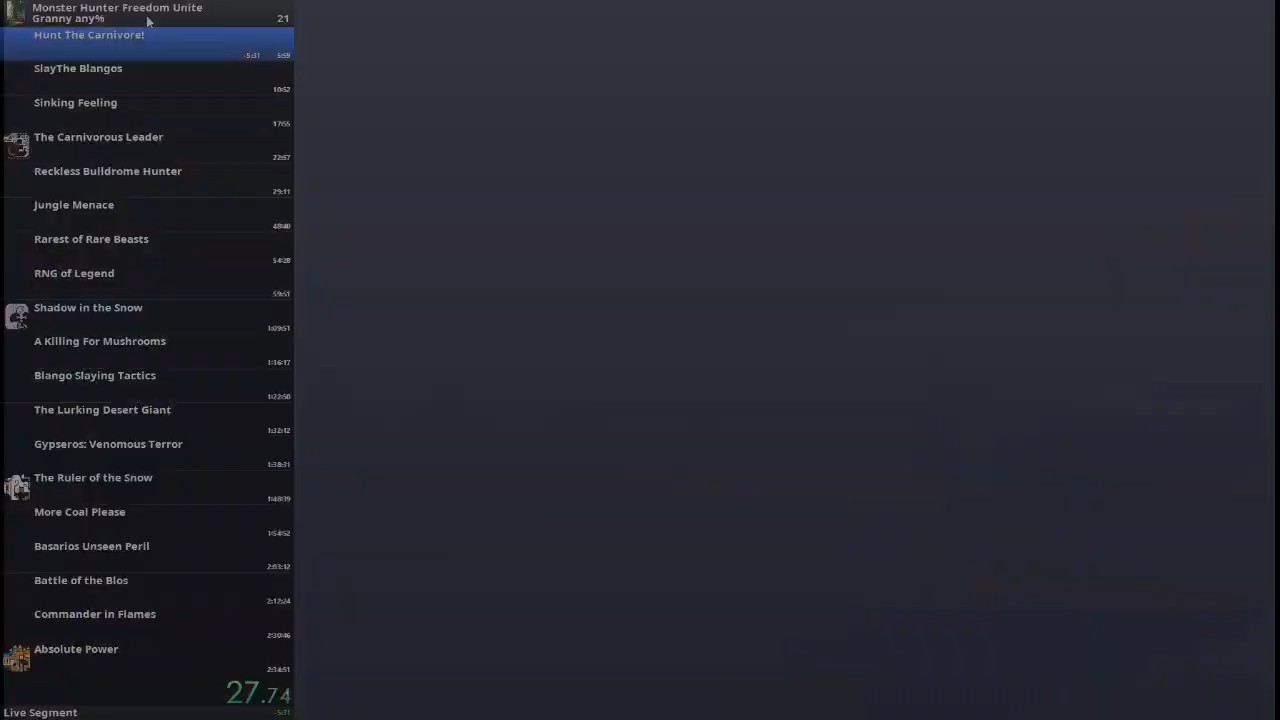 Monster Hunter Freedom Unite
Granny any% 21
Hunt The Carnivore!
-5:31 5:59
SlayThe Blangos
10:52
Sinking Feeling
17:55
The Carnivorous Leader
22:57
Reckless Bulldrome Hunter
29:11
Jungle Menace
48:40
Rarest of Rare Beasts
54:28
RNG of Legend
59:51
Shadow in the Snow
1:09:51
A Killing For Mushrooms
1:16:17
Blango Slaying Tactics
1:22:50
The Lurking Desert Giant
1:32:12
Gypseros: Venomous Terror
1:38:31
The Ruler of the Snow
1:48:39
More Coal Please
1:54:52
Basarios Unseen Peril
2:03:12
Battle of the Blos
2:12:24
Commander in Flames
2:30:46
Absolute Power
2:34:51
27.74
Live Segment -5:31